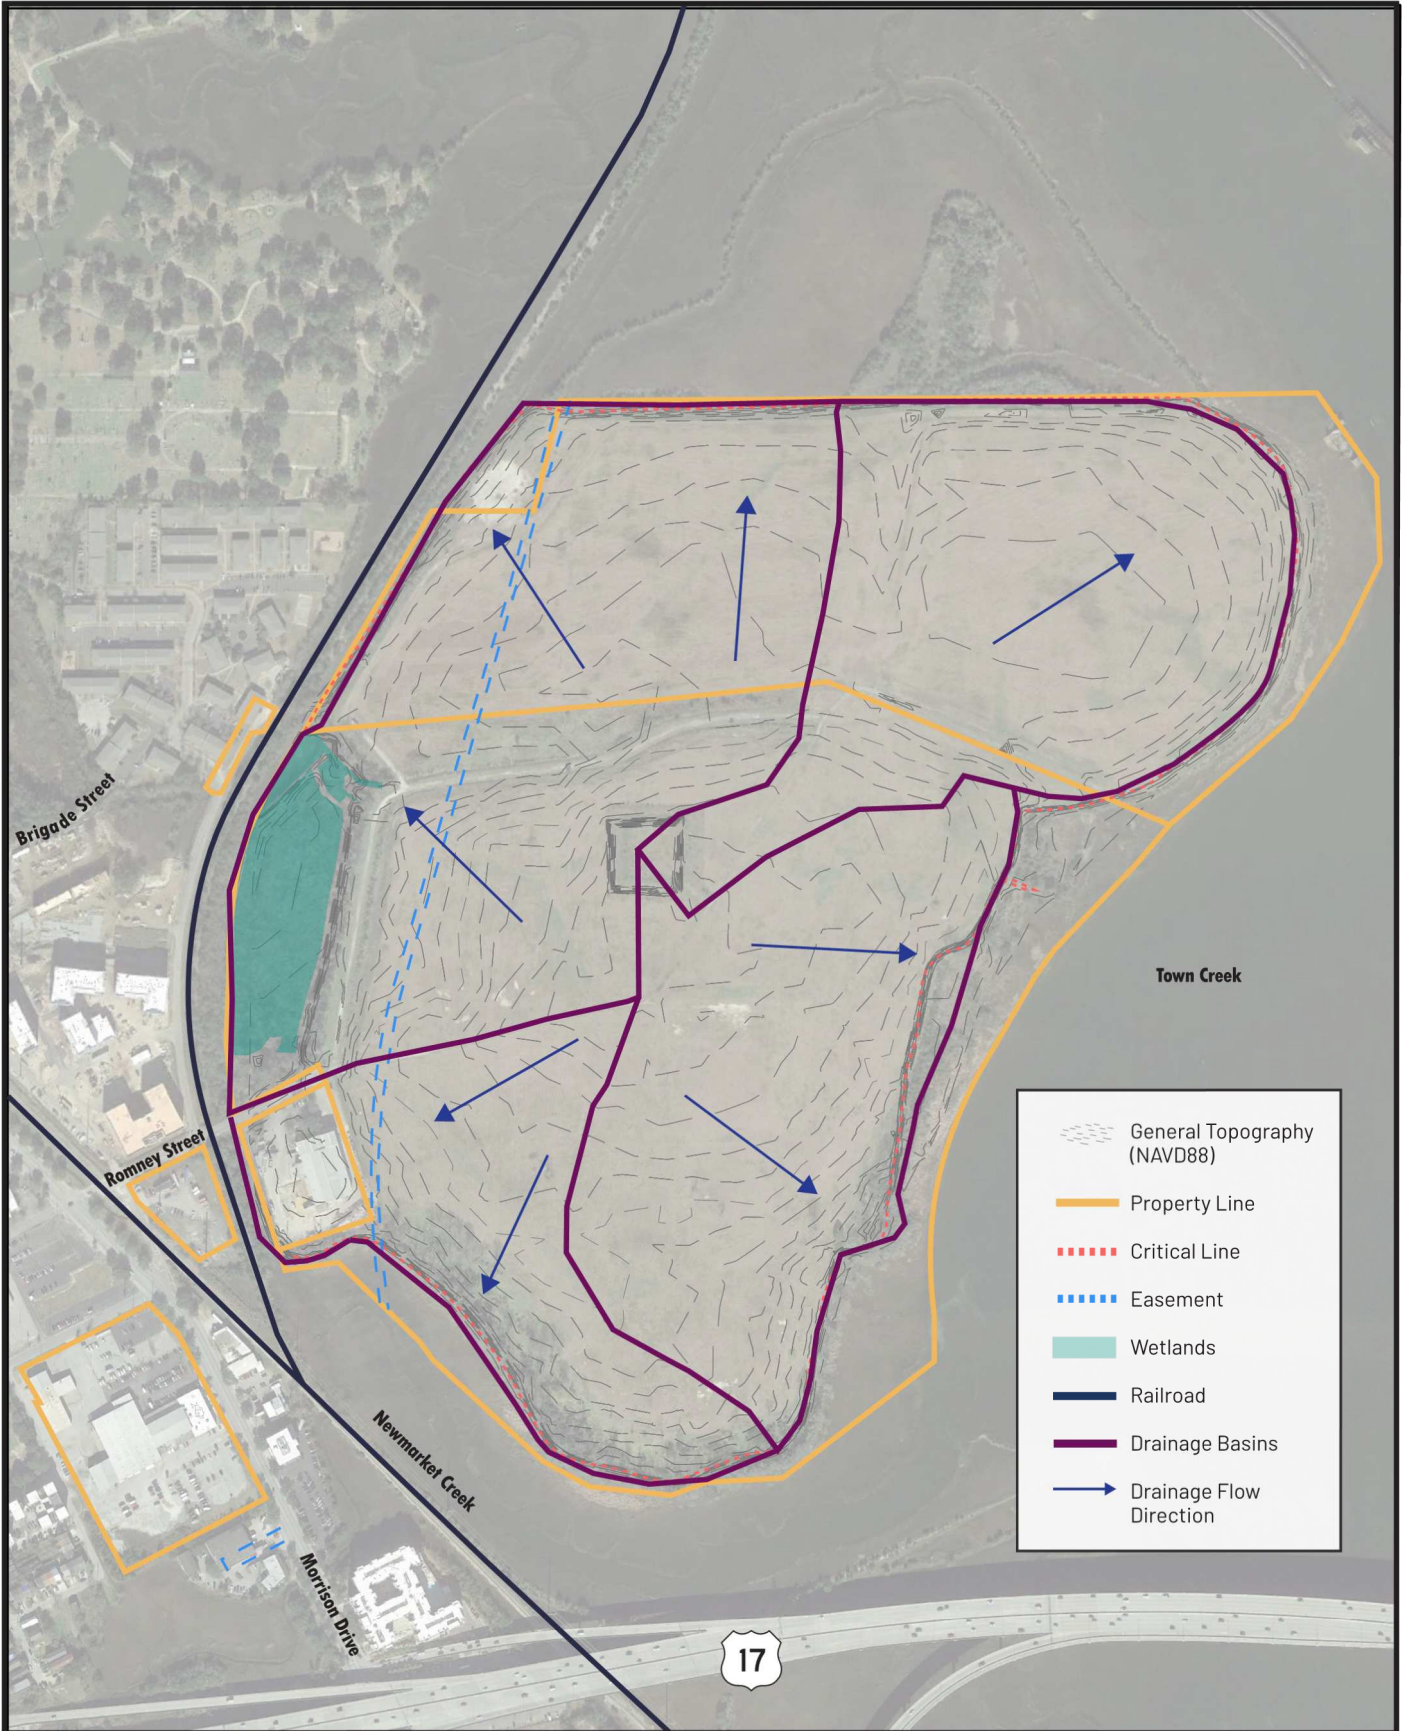 Brigade Street
Town Creek
Romney Street
Newmarket Creek
Morrison Drive
17
General Topography
(NAVD88)
Property Line
Critical Line
Easement
Wetlands
Railroad
Drainage Basins
Drainage Flow
Direction